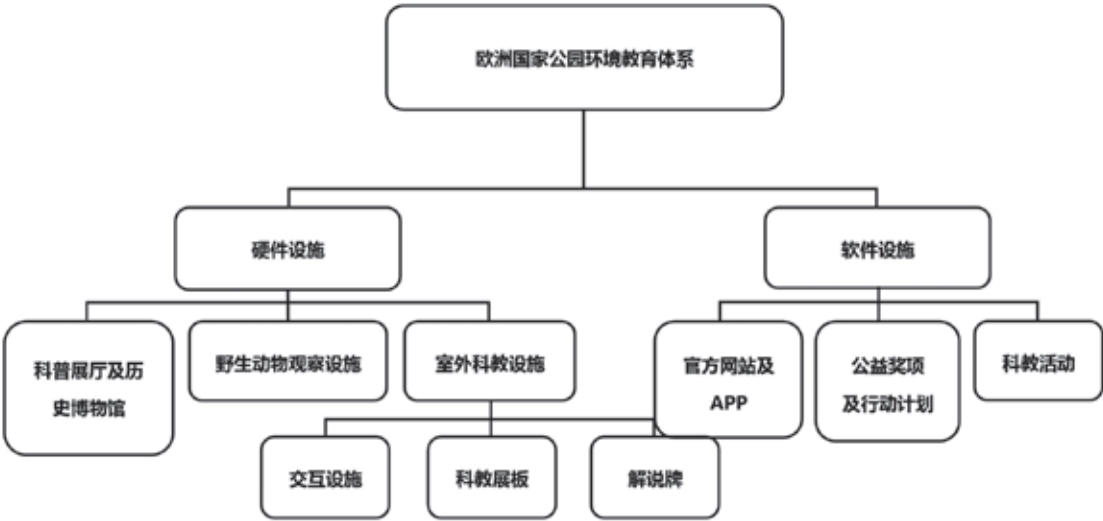 欧洲国家公园环境教育体系
硬件设施
软件设施
科普展厅及历
史博物馆
野生动物观察设施
室外科教设施
官方网站及
APP
公益奖项
及行动计划
科教活动
交互设施
科教展板
解说牌